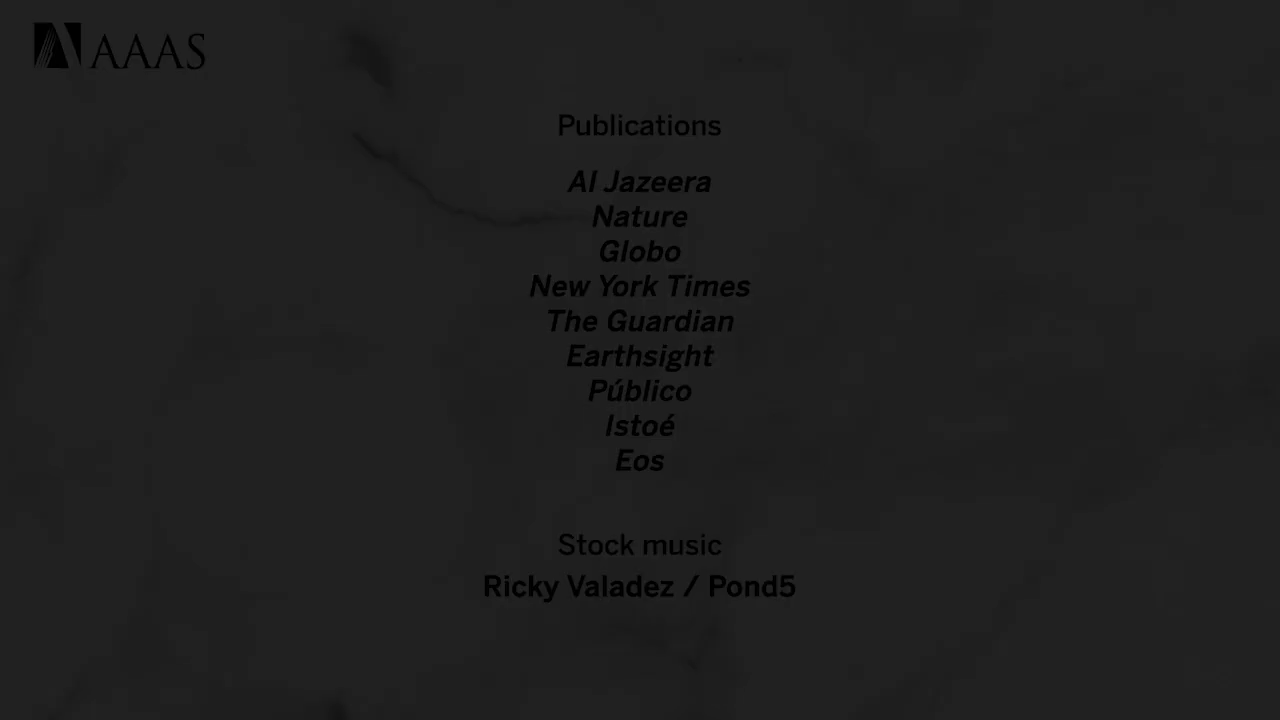 AAAS
Publications
Al Jazeera
Nature
Globo
New York Times
The Guardian
Earthsight
Público
Istoé
Eos
Stock music
Ricky Valadez / Pond5